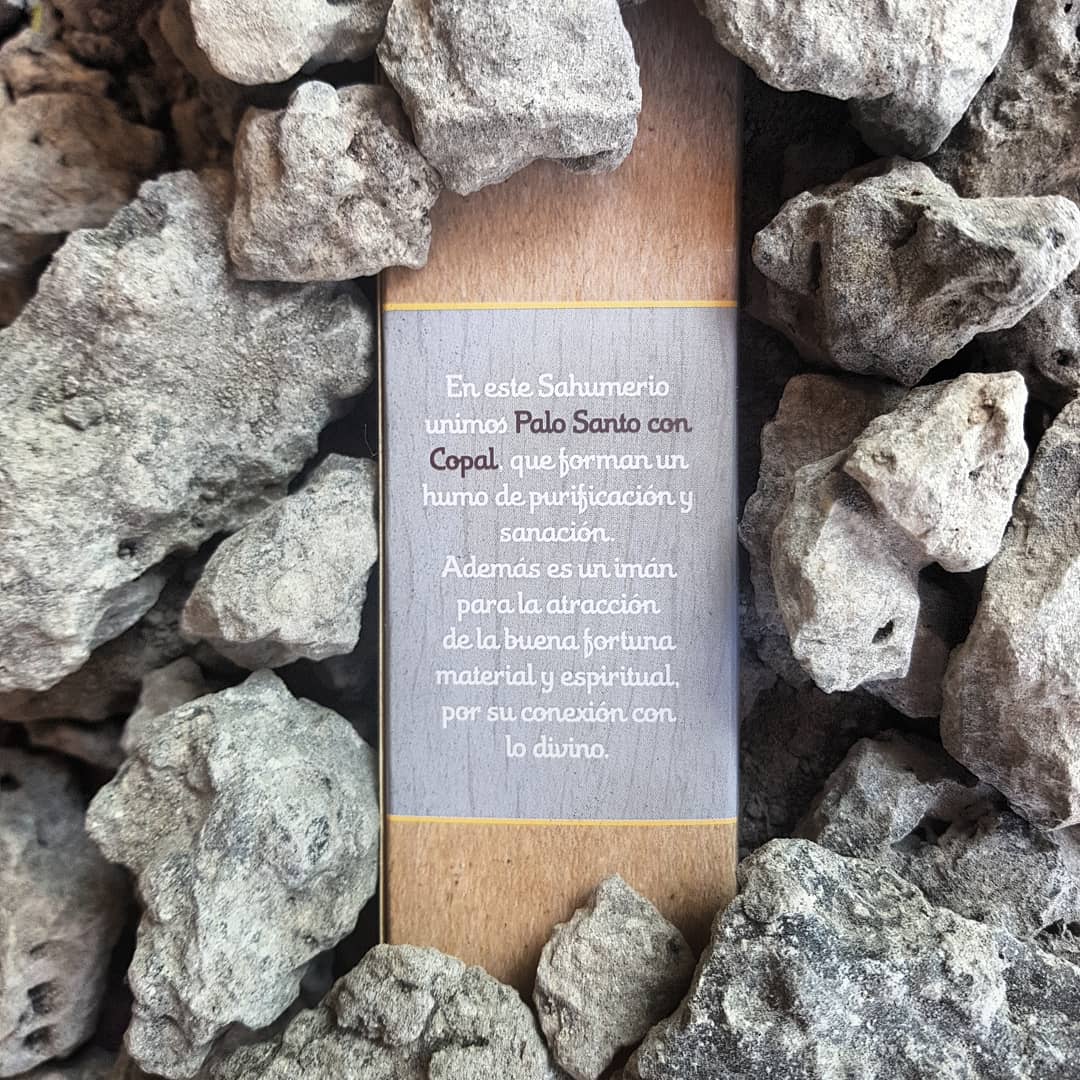 En este Sahumerio
unimos Palo Santo con
Copal que forman un
humo de purificación y
sanación.
Además es un imán
para la atracción
de la buena fortuna
material y espiritual,
por su conexión con
lo divino.